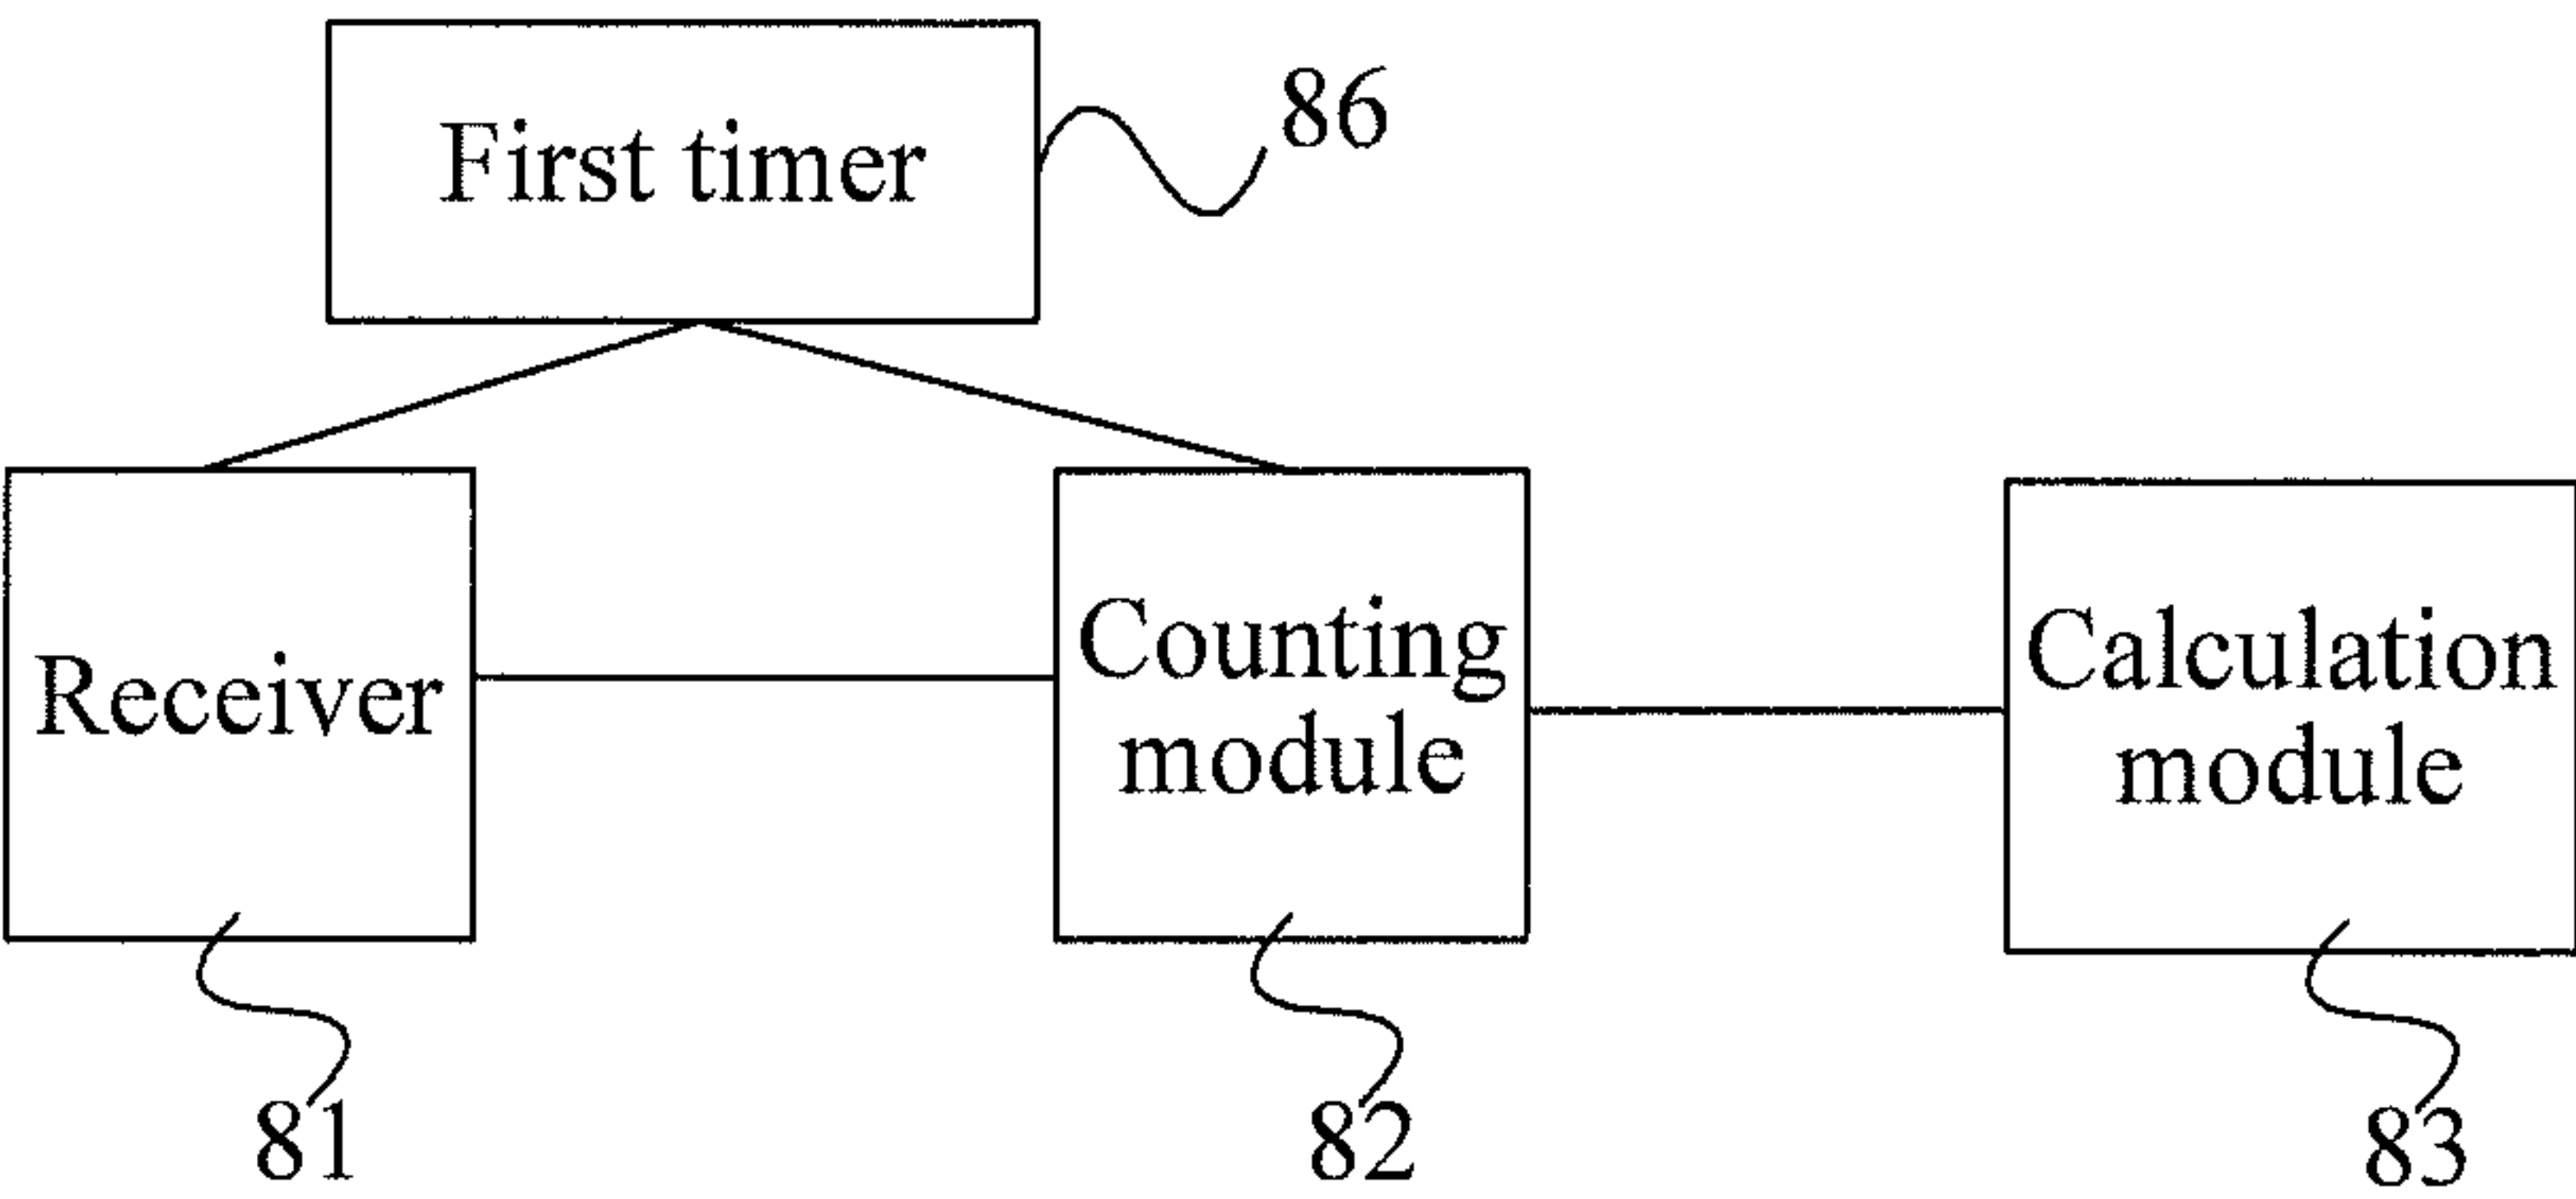 First timer
86
Receiver
Counting
module
Calculation
module
81
82
83